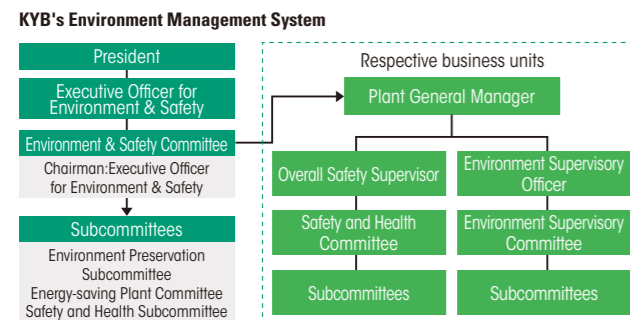 KYB's Environment Management System
President
Executive Officer for
Environment & Safety
Environment & Safety Committee
Chairman:Executive Officer
for Environment & Safety
Subcommittees
Environment Preservation
Subcommittee
Energy-saving Plant Committee
Safety and Health Subcommittee
Respective business units
Plant General Manager
Overall Safety Supervisor
Safety and Health
Committee
Subcommittees
Environment Supervisory
Officer
Environment Supervisory
Committee
Subcommittees